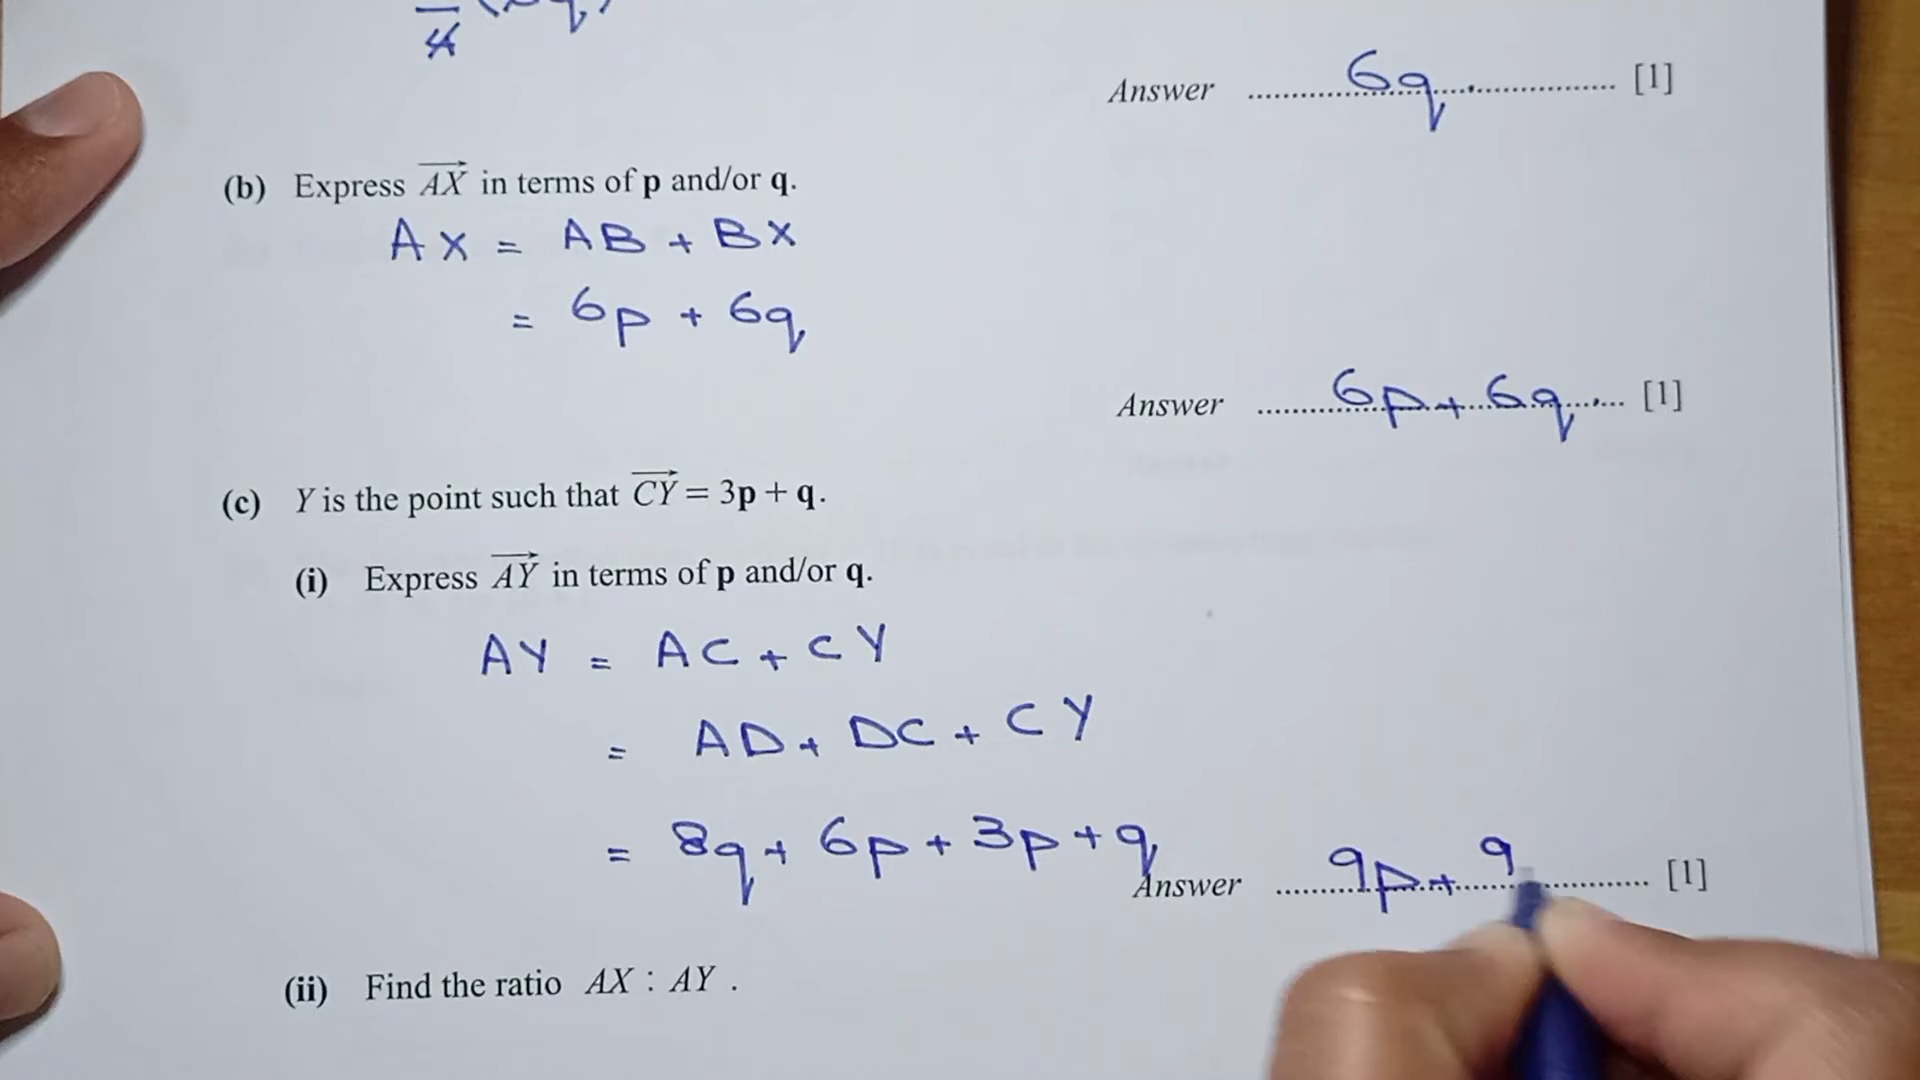 4
Answer ........ 6q ........ [1]
(b) Express AX in terms of p and/or q.
AX = AB + BX
= 6p + 6q
Answer ........ 6p + 6q ........ [1]
(c) Y is the point such that CY = 3p + q.
(i) Express AY in terms of p and/or q.
AY = AC + CY
= AD + DC + CY
= 8q + 6p + 3p + q
Answer ........ 9p + 9 ........ [1]
(ii) Find the ratio AX : AY .